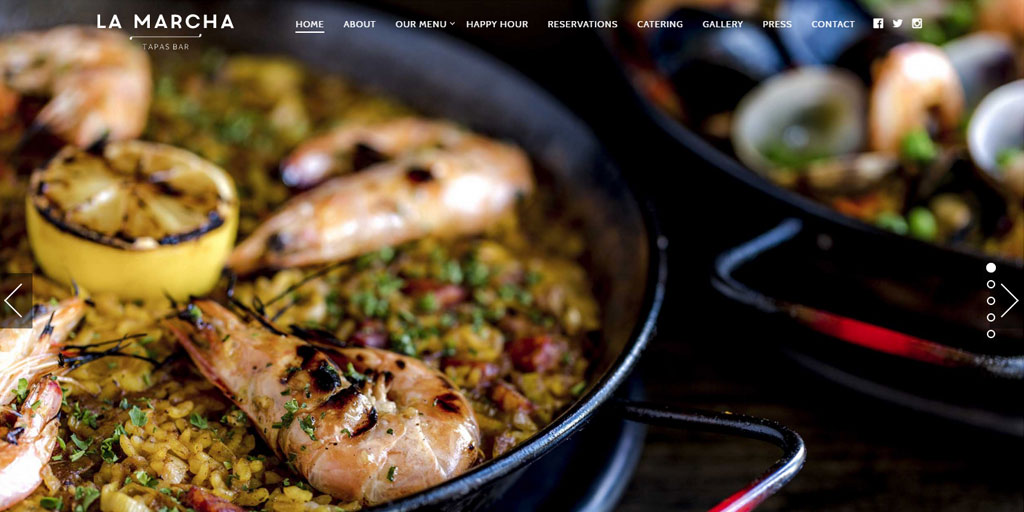 LA MARCHA
TAPAS BAR
HOME ABOUT OUR MENU HAPPY HOUR RESERVATIONS CATERING GALLERY PRESS CONTACT